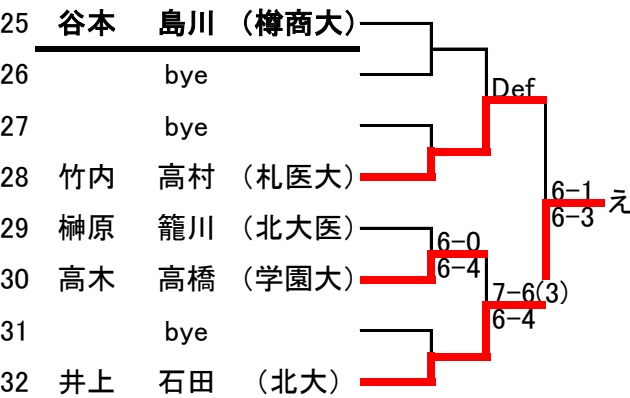 25 谷本 島川 (樽商大)
26 bye
Def
27 bye
28 竹内 高村 (札医大)
6-1 え
6-3
29 榊原 籠川 (北大医)
6-0
6-4
30 高木 高橋 (学園大)
7-6(3)
6-4
31 bye
32 井上 石田 (北大)